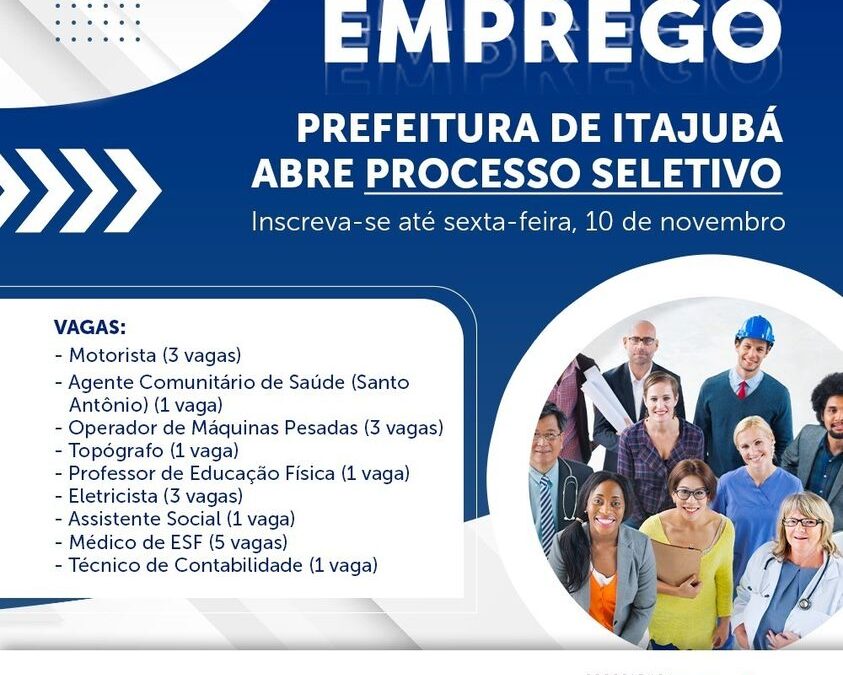 EMPREGO
PREFEITURA DE ITAJUBÁ
ABRE PROCESSO SELETIVO
Inscreva-se até sexta-feira, 10 de novembro
VAGAS:
- Motorista (3 vagas)
- Agente Comunitário de Saúde (Santo
Antônio) (1 vaga)
- Operador de Máquinas Pesadas (3 vagas)
- Topógrafo (1 vaga)
- Professor de Educação Física (1 vaga)
- Eletricista (3 vagas)
- Assistente Social (1 vaga)
- Médico de ESF (5 vagas)
- Técnico de Contabilidade (1 vaga)